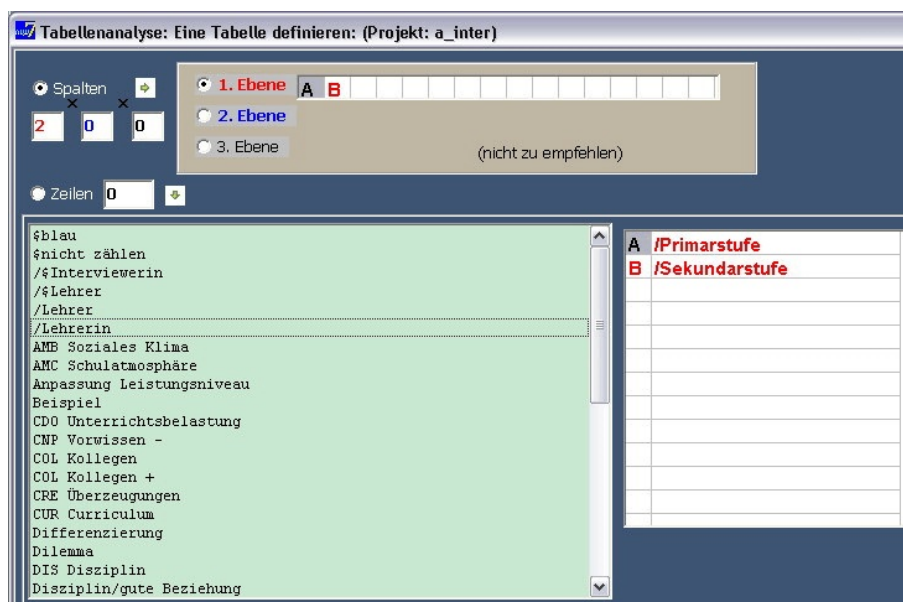 Tabellenanalyse: Eine Tabelle definieren: (Projekt: a_inter)
Spalten
2 × 0 × 0
1. Ebene A B
2. Ebene
3. Ebene (nicht zu empfehlen)
Zeilen 0
$blau
$nicht zählen
/$Interviewerin
/$Lehrer
/Lehrer
/Lehrerin
AMB Soziales Klima
AMC Schulatmosphäre
Anpassung Leistungsniveau
Beispiel
CDO Unterrichtsbelastung
CNP Vorwissen -
COL Kollegen
COL Kollegen +
CRE Überzeugungen
CUR Curriculum
Differenzierung
Dilemma
DIS Disziplin
Disziplin/gute Beziehung
A /Primarstufe
B /Sekundarstufe